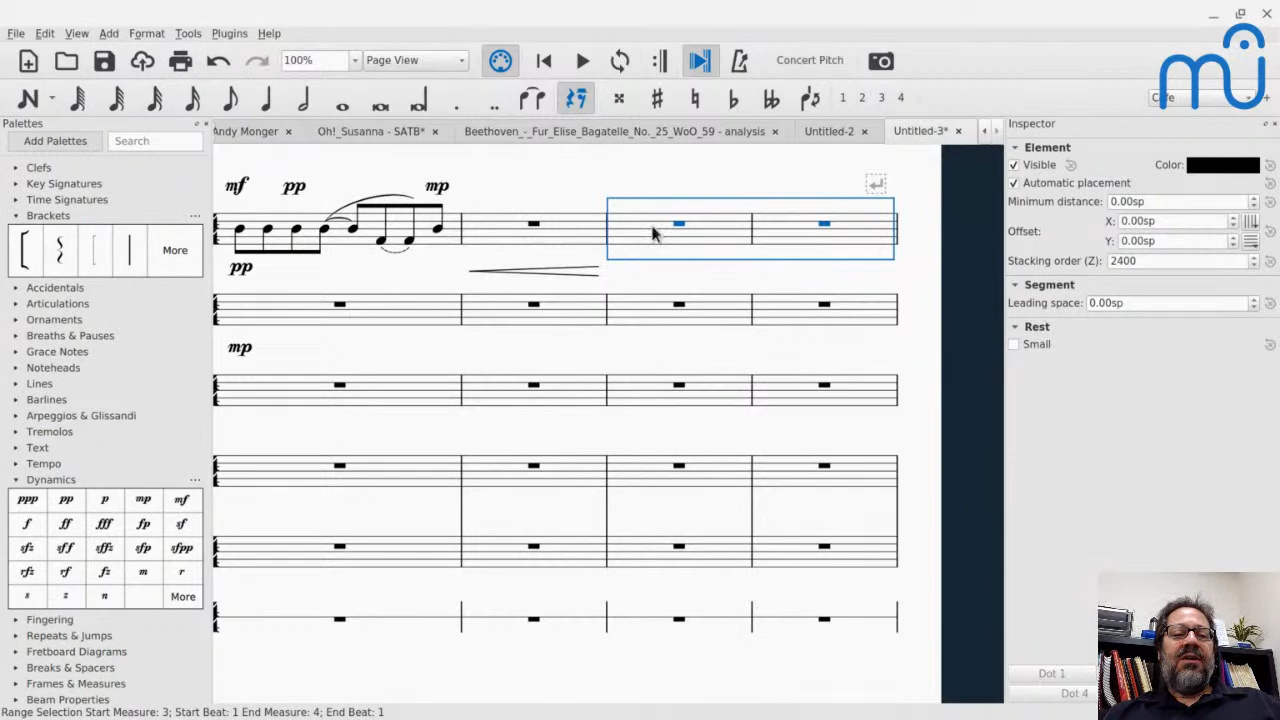 File Edit View Add Format Tools Plugins Help
100% Page View Concert Pitch
1 2 3 4
Palettes
Add Palettes Search
Andy Monger Oh!_Susanna - SATB* Beethoven_-_Fur_Elise_Bagatelle_No._25_WoO_59 - analysis Untitled-2 Untitled-3*
Clefs
Key Signatures
Time Signatures
Brackets
More
Accidentals
Articulations
Ornaments
Breaths & Pauses
Grace Notes
Noteheads
Lines
Barlines
Arpeggios & Glissandi
Tremolos
Text
Tempo
Dynamics
ppp pp p mp mf
f ff fff fp sf
sfz sff sffz sfp sfpp
rfz rf fz m r
s z n More
Fingering
Repeats & Jumps
Fretboard Diagrams
Breaks & Spacers
Frames & Measures
Beam Properties
mf pp mp
pp
mp
Inspector
Element
Visible Color:
Automatic placement
Minimum distance: 0.00sp
Offset: X: 0.00sp
Y: 0.00sp
Stacking order (Z): 2400
Segment
Leading space: 0.00sp
Rest
Small
Dot 1
Dot 4
Range Selection Start Measure: 3; Start Beat: 1 End Measure: 4; End Beat: 1